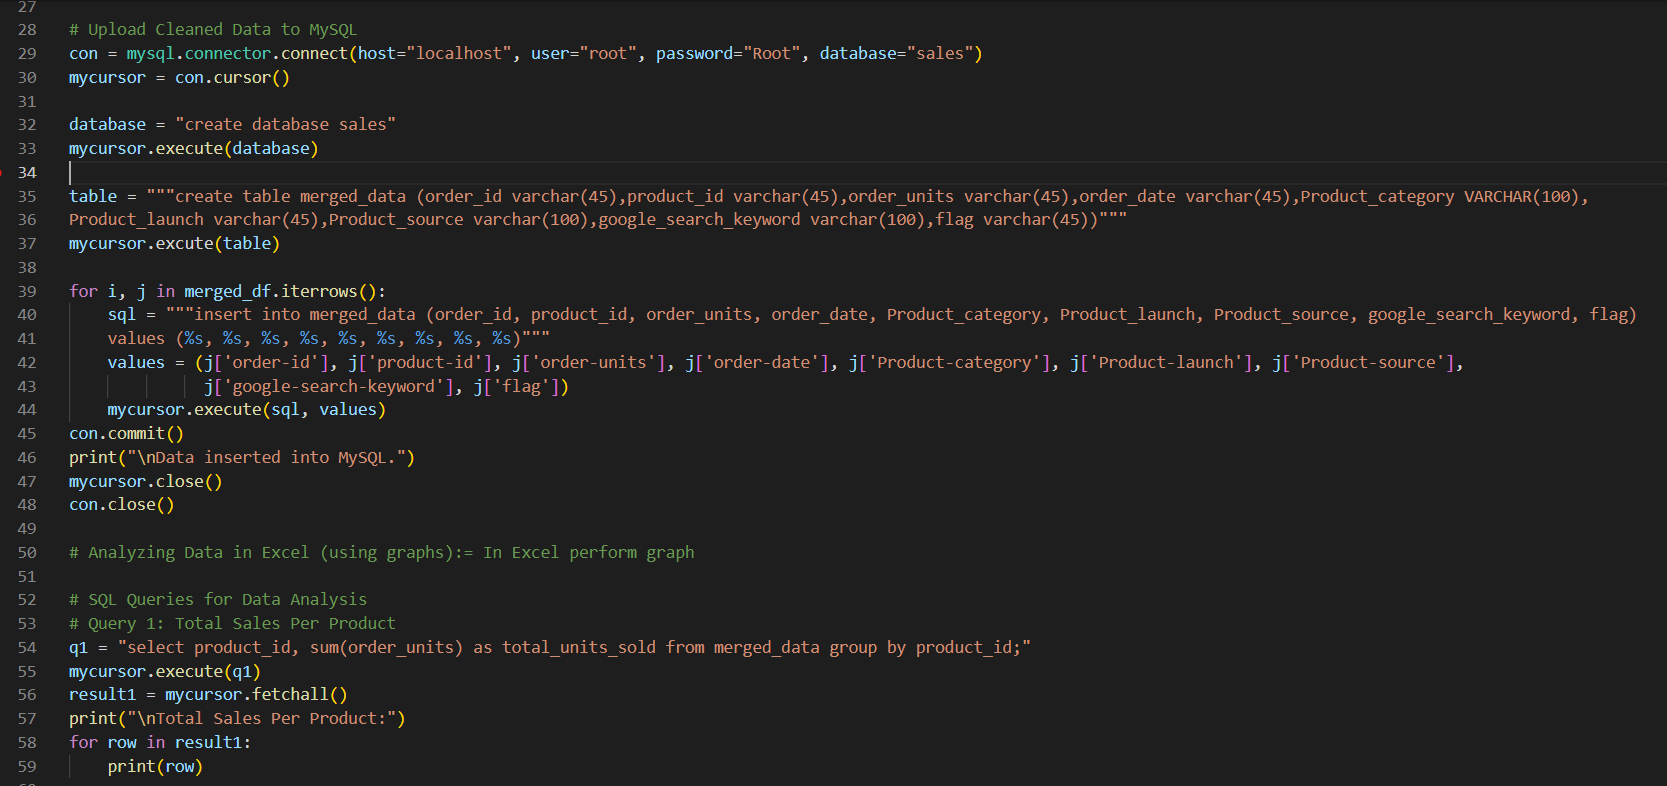 27
28 # Upload Cleaned Data to MySQL
29 con = mysql.connector.connect(host="localhost", user="root", password="Root", database="sales")
30 mycursor = con.cursor()
31
32 database = "create database sales"
33 mycursor.execute(database)
34
35 table = """create table merged_data (order_id varchar(45),product_id varchar(45),order_units varchar(45),order_date varchar(45),Product_category VARCHAR(100),
36 Product_launch varchar(45),Product_source varchar(100),google_search_keyword varchar(100),flag varchar(45))"""
37 mycursor.excute(table)
38
39 for i, j in merged_df.iterrows():
40     sql = """insert into merged_data (order_id, product_id, order_units, order_date, Product_category, Product_launch, Product_source, google_search_keyword, flag)
41     values (%s, %s, %s, %s, %s, %s, %s, %s, %s)"""
42     values = (j['order-id'], j['product-id'], j['order-units'], j['order-date'], j['Product-category'], j['Product-launch'], j['Product-source'],
43               j['google-search-keyword'], j['flag'])
44     mycursor.execute(sql, values)
45 con.commit()
46 print("\nData inserted into MySQL.")
47 mycursor.close()
48 con.close()
49
50 # Analyzing Data in Excel (using graphs):= In Excel perform graph
51
52 # SQL Queries for Data Analysis
53 # Query 1: Total Sales Per Product
54 q1 = "select product_id, sum(order_units) as total_units_sold from merged_data group by product_id;"
55 mycursor.execute(q1)
56 result1 = mycursor.fetchall()
57 print("\nTotal Sales Per Product:")
58 for row in result1:
59     print(row)